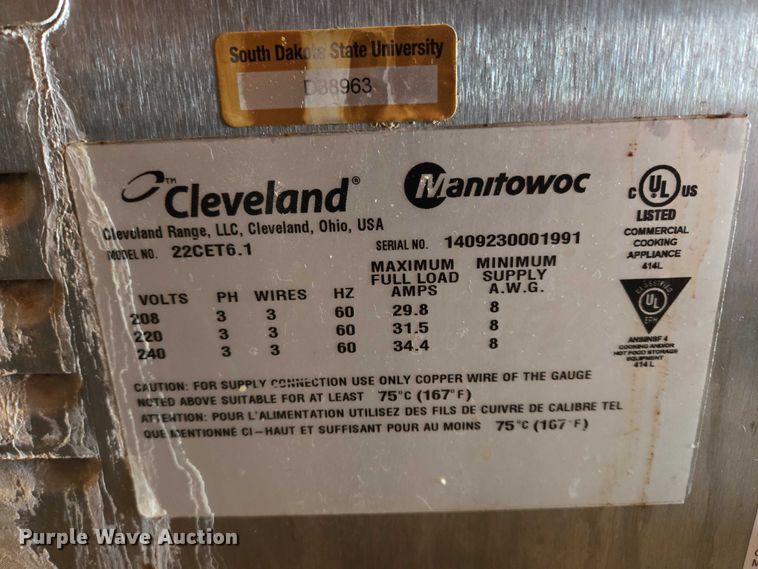 South Dakota State University
D38963
Cleveland® Manitowoc
Cleveland Range, LLC, Cleveland, Ohio, USA
MODEL NO. 22CET6.1 SERIAL NO. 1409230001991
VOLTS PH WIRES HZ MAXIMUM FULL LOAD AMPS MINIMUM SUPPLY A.W.G.
208 3 3 60 29.8 8
220 3 3 60 31.5 8
240 3 3 60 34.4 8
CAUTION: FOR SUPPLY CONNECTION USE ONLY COPPER WIRE OF THE GAUGE
NOTED ABOVE SUITABLE FOR AT LEAST 75°C (167°F)
ATTENTION: POUR L'ALIMENTATION UTILISEZ DES FILS DE CUIVRE DE CALIBRE TEL
QUE MENTIONNÉ CI-HAUT ET SUFFISANT POUR AU MOINS 75°C (167°F)
C UL US
LISTED
COMMERCIAL
COOKING
APPLIANCE
414L
CLASSIFIED
UL
EPH
ANSI/NSF 4
COOKING AND/OR
HOT FOOD STORAGE
EQUIPMENT
414 L
Purple Wave Auction